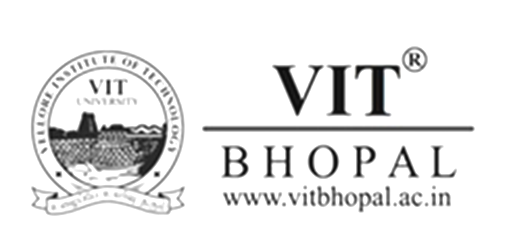 VELLORE INSTITUTE OF TECHNOLOGY
VIT
UNIVERSITY
VIT®
BHOPAL
www.vitbhopal.ac.in